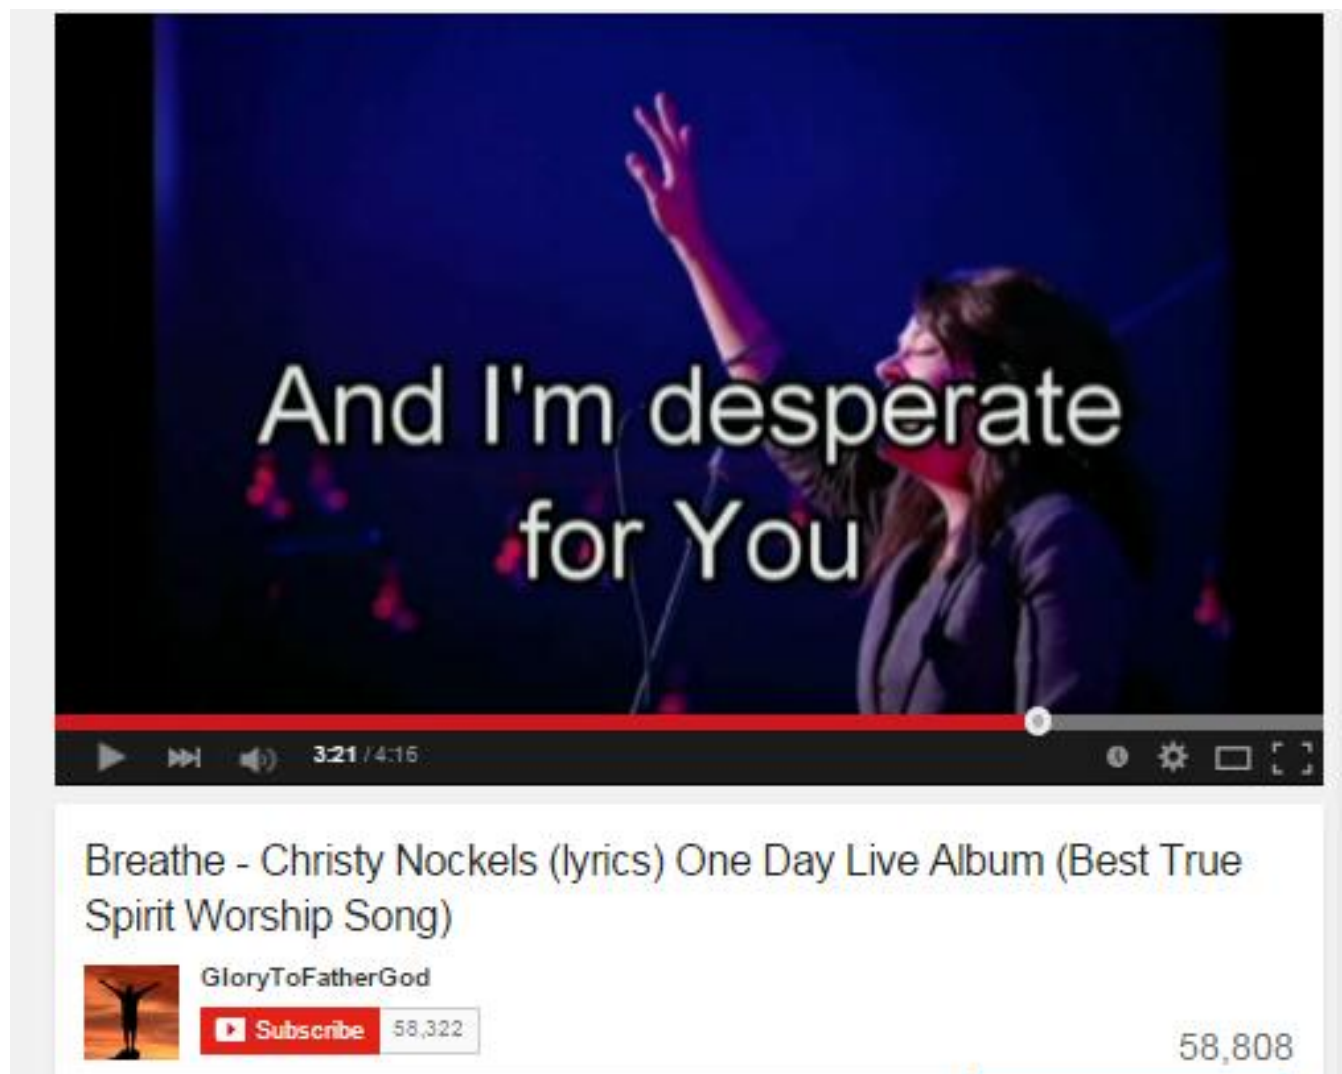 And I'm desperate
for You
3:21 / 4:15
Breathe - Christy Nockels (lyrics) One Day Live Album (Best True
Spirit Worship Song)
GloryToFatherGod
Subscribe 58,322
58,808